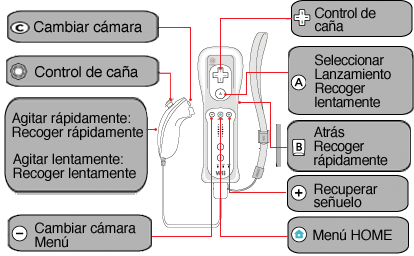 C Cambiar cámara
Control de caña
Agitar rápidamente:
Recoger rápidamente
Agitar lentamente:
Recoger lentamente
− Cambiar cámara
Menú
Control de
caña
A Seleccionar
Lanzamiento
Recoger
lentamente
B Atrás
Recoger
rápidamente
+ Recuperar
señuelo
Menú HOME
A
Wii